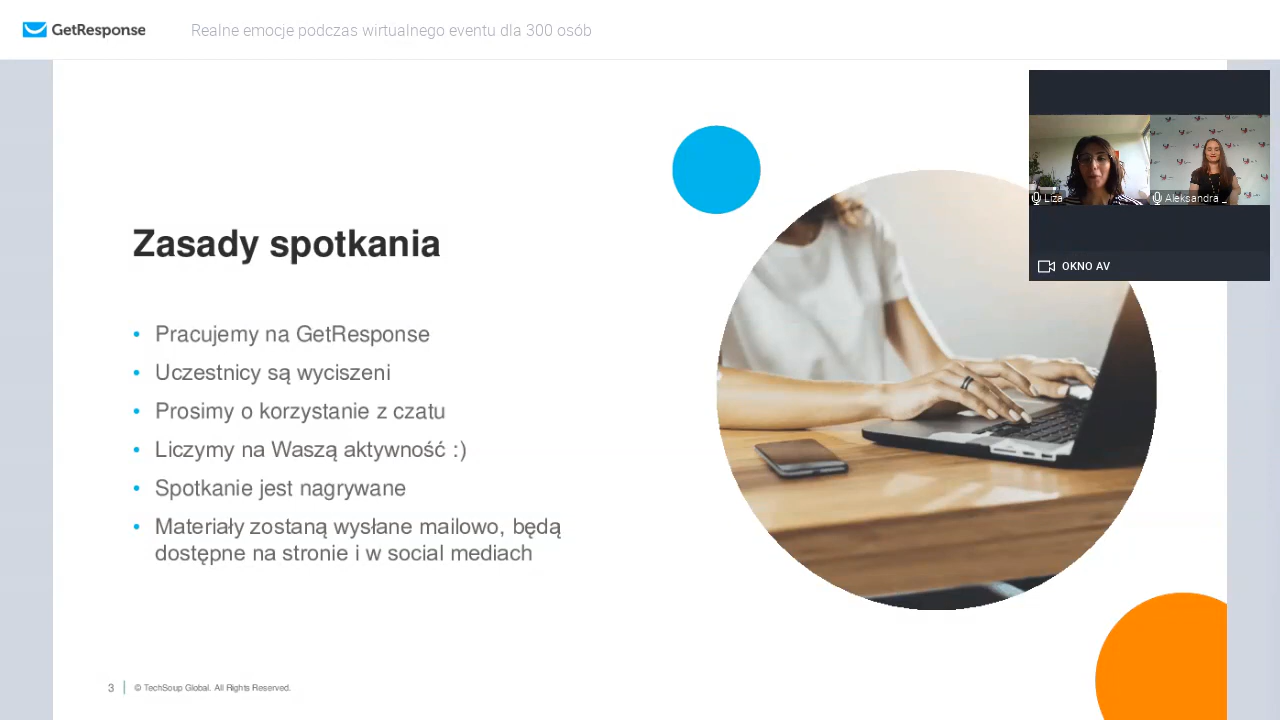 GetResponse
Realne emocje podczas wirtualnego eventu dla 300 osób
Liza
Aleksandra _
OKNO AV
Zasady spotkania
• Pracujemy na GetResponse
• Uczestnicy są wyciszeni
• Prosimy o korzystanie z czatu
• Liczymy na Waszą aktywność :)
• Spotkanie jest nagrywane
• Materiały zostaną wysłane mailowo, będą
dostępne na stronie i w social mediach
3
© TechSoup Global. All Rights Reserved.